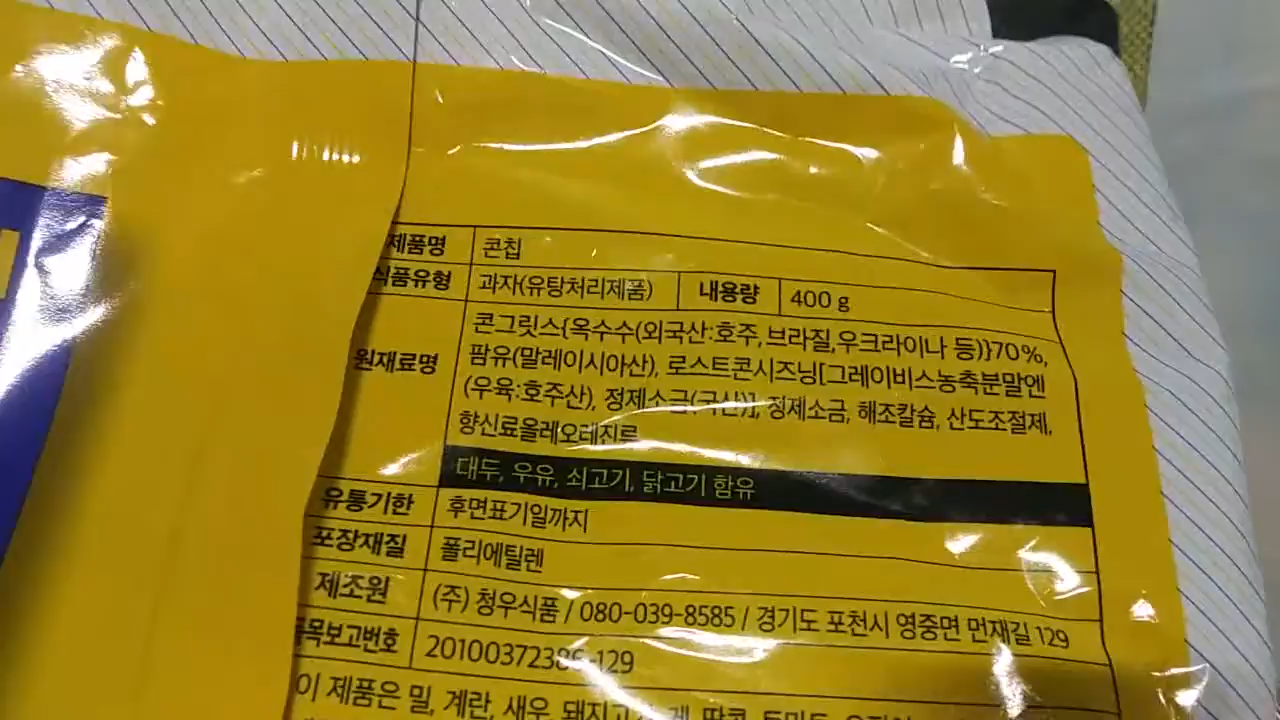 제품명 콘칩
식품유형 과자(유탕처리제품) 내용량 400 g
원재료명
콘그릿스{옥수수(외국산:호주,브라질,우크라이나 등)}70%,
팜유(말레이시아산), 로스트콘시즈닝[그레이비스농축분말엔
(우육:호주산), 정제소금(국산)], 정제소금, 해조칼슘, 산도조절제,
향신료올레오레진류
대두, 우유, 쇠고기, 닭고기 함유
유통기한 후면표기일까지
포장재질 폴리에틸렌
제조원 (주) 청우식품 / 080-039-8585 / 경기도 포천시 영중면 먼재길 129
품목보고번호
이 제품은 밀, 계란, 새우, 돼지고기, 게, 땅콩, 토마토,